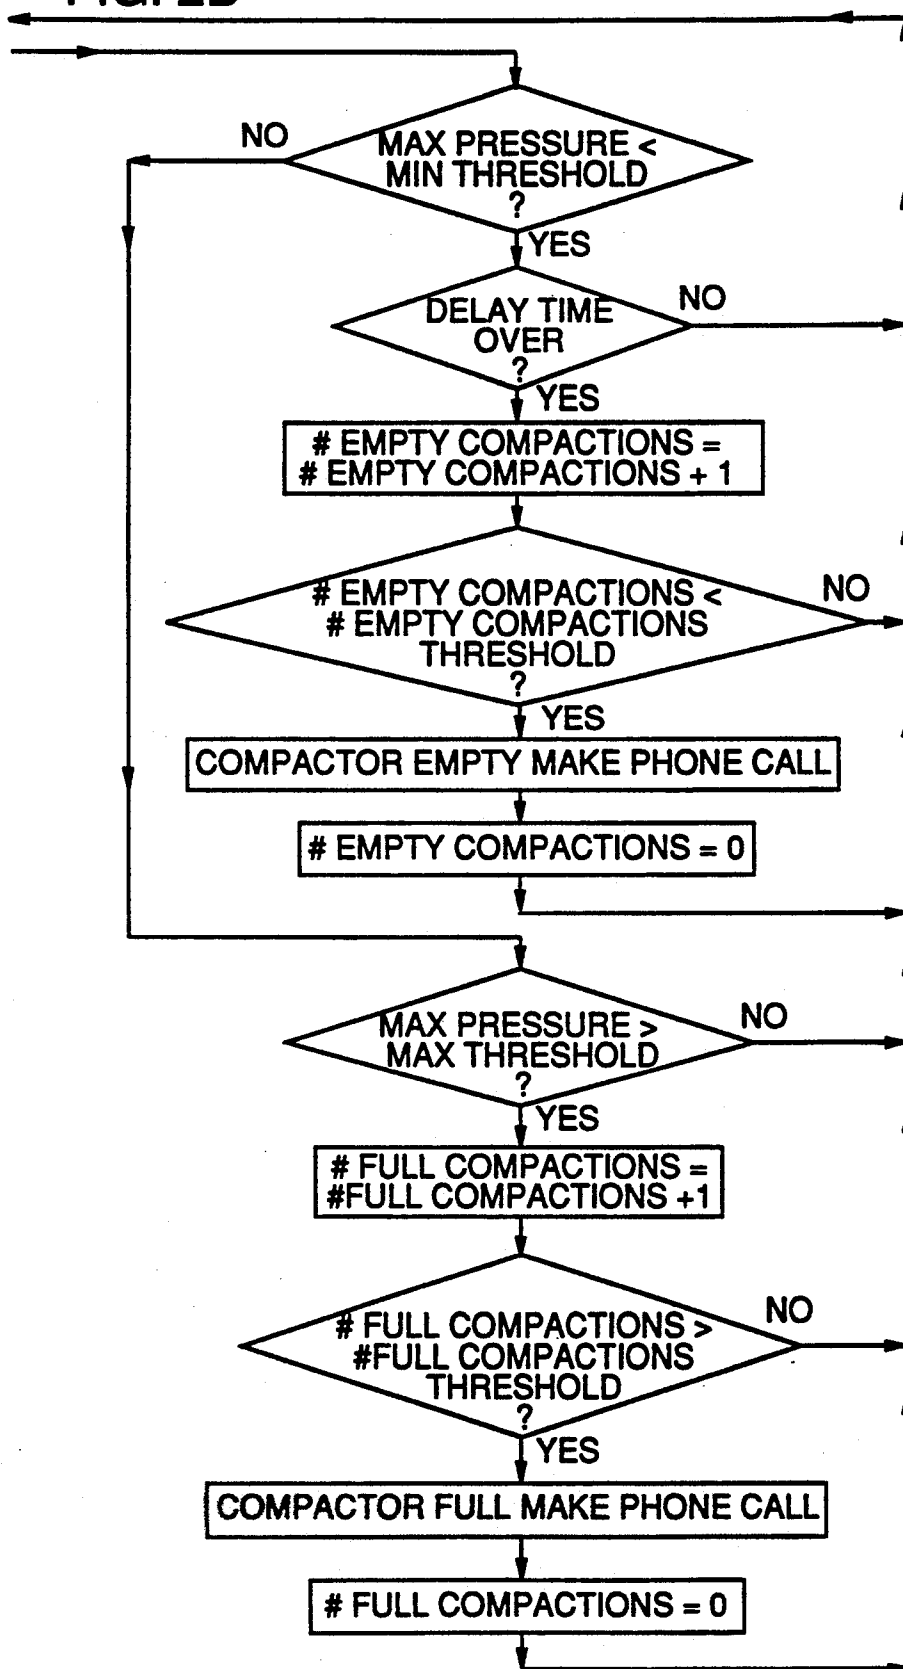 NO
MAX PRESSURE <
MIN THRESHOLD
?
YES
DELAY TIME
OVER
?
NO
YES
# EMPTY COMPACTIONS =
# EMPTY COMPACTIONS + 1
# EMPTY COMPACTIONS <
# EMPTY COMPACTIONS
THRESHOLD
?
NO
YES
COMPACTOR EMPTY MAKE PHONE CALL
# EMPTY COMPACTIONS = 0
MAX PRESSURE >
MAX THRESHOLD
?
NO
YES
# FULL COMPACTIONS =
#FULL COMPACTIONS +1
# FULL COMPACTIONS >
#FULL COMPACTIONS
THRESHOLD
?
NO
YES
COMPACTOR FULL MAKE PHONE CALL
# FULL COMPACTIONS = 0